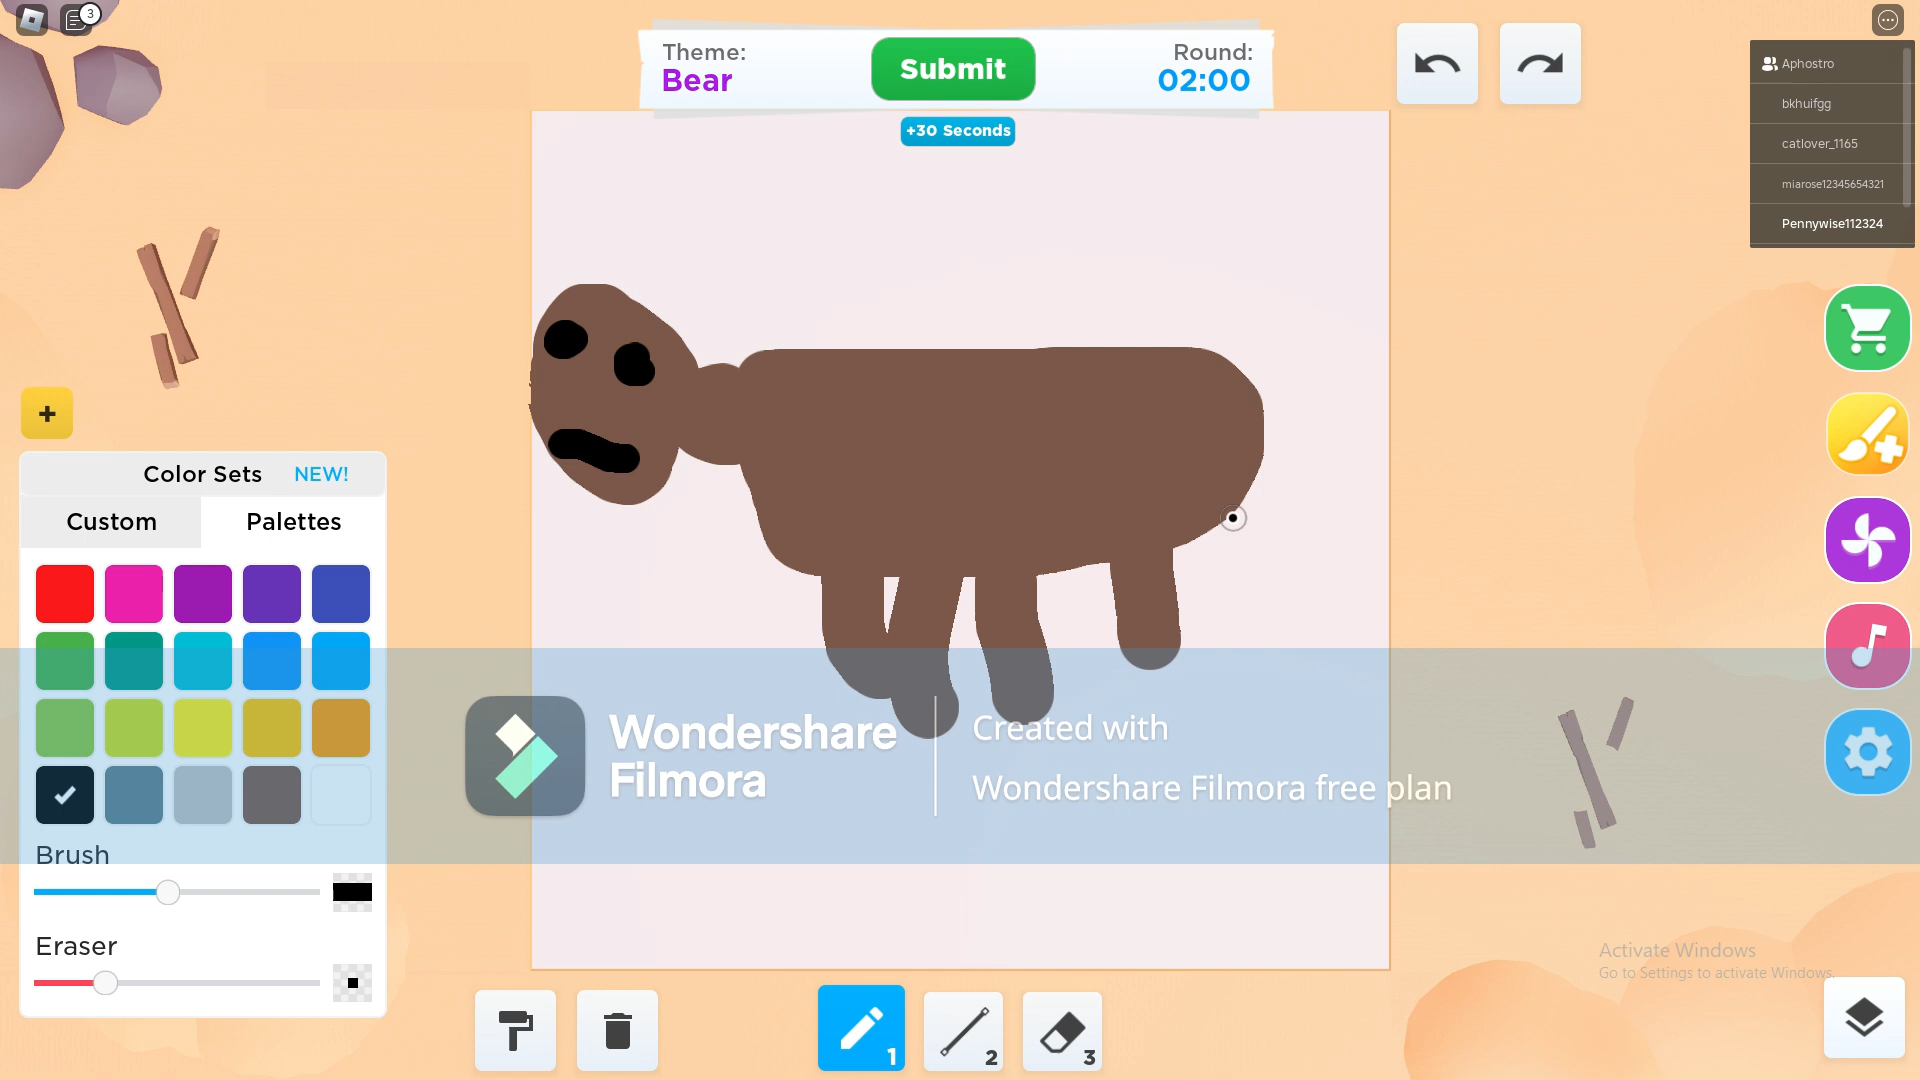 3
Theme:
Bear
Submit
Round:
02:00
+30 Seconds
Aphostro
bkhuifgg
catlover_1165
miarose12345654321
Pennywise112324
+
Color Sets NEW!
Custom Palettes
Wondershare
Filmora
Created with
Wondershare Filmora free plan
Brush
Eraser
Activate Windows
Go to Settings to activate Windows.
1
2
3